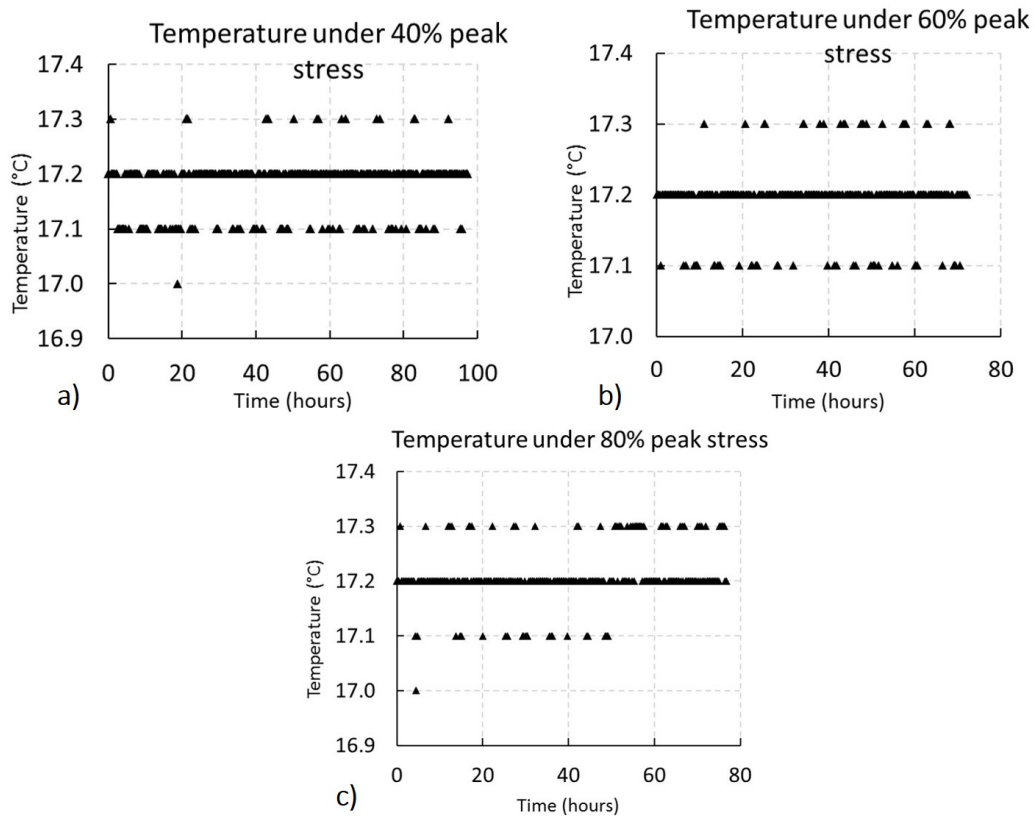 Temperature under 40% peak
stress
17.4
17.3
17.2
17.1
17.0
16.9
Temperature (°C)
0 20 40 60 80 100
Time (hours)
a)
Temperature under 60% peak
stress
17.4
17.3
17.2
17.1
17.0
Temperature (°C)
0 20 40 60 80
Time (hours)
b)
Temperature under 80% peak stress
17.4
17.3
17.2
17.1
17.0
16.9
Temperature (°C)
0 20 40 60 80
Time (hours)
c)